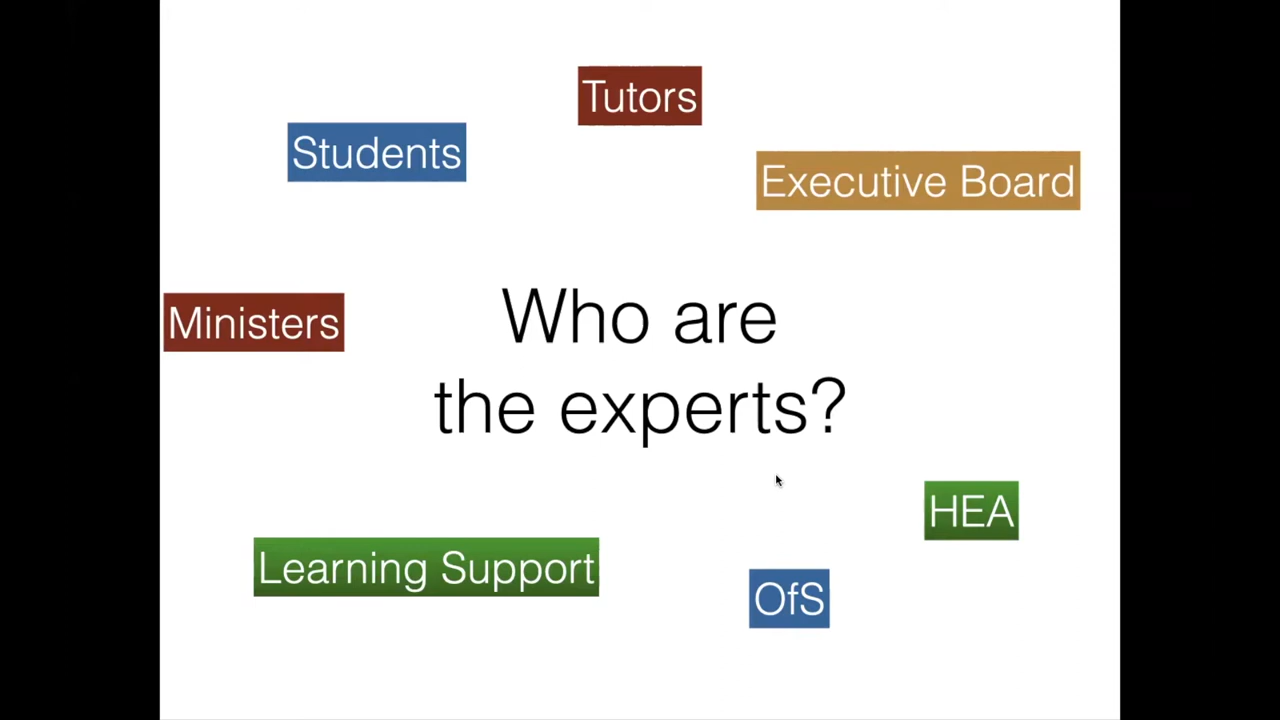 Tutors
Students
Executive Board
Ministers
Who are
the experts?
HEA
Learning Support
OfS